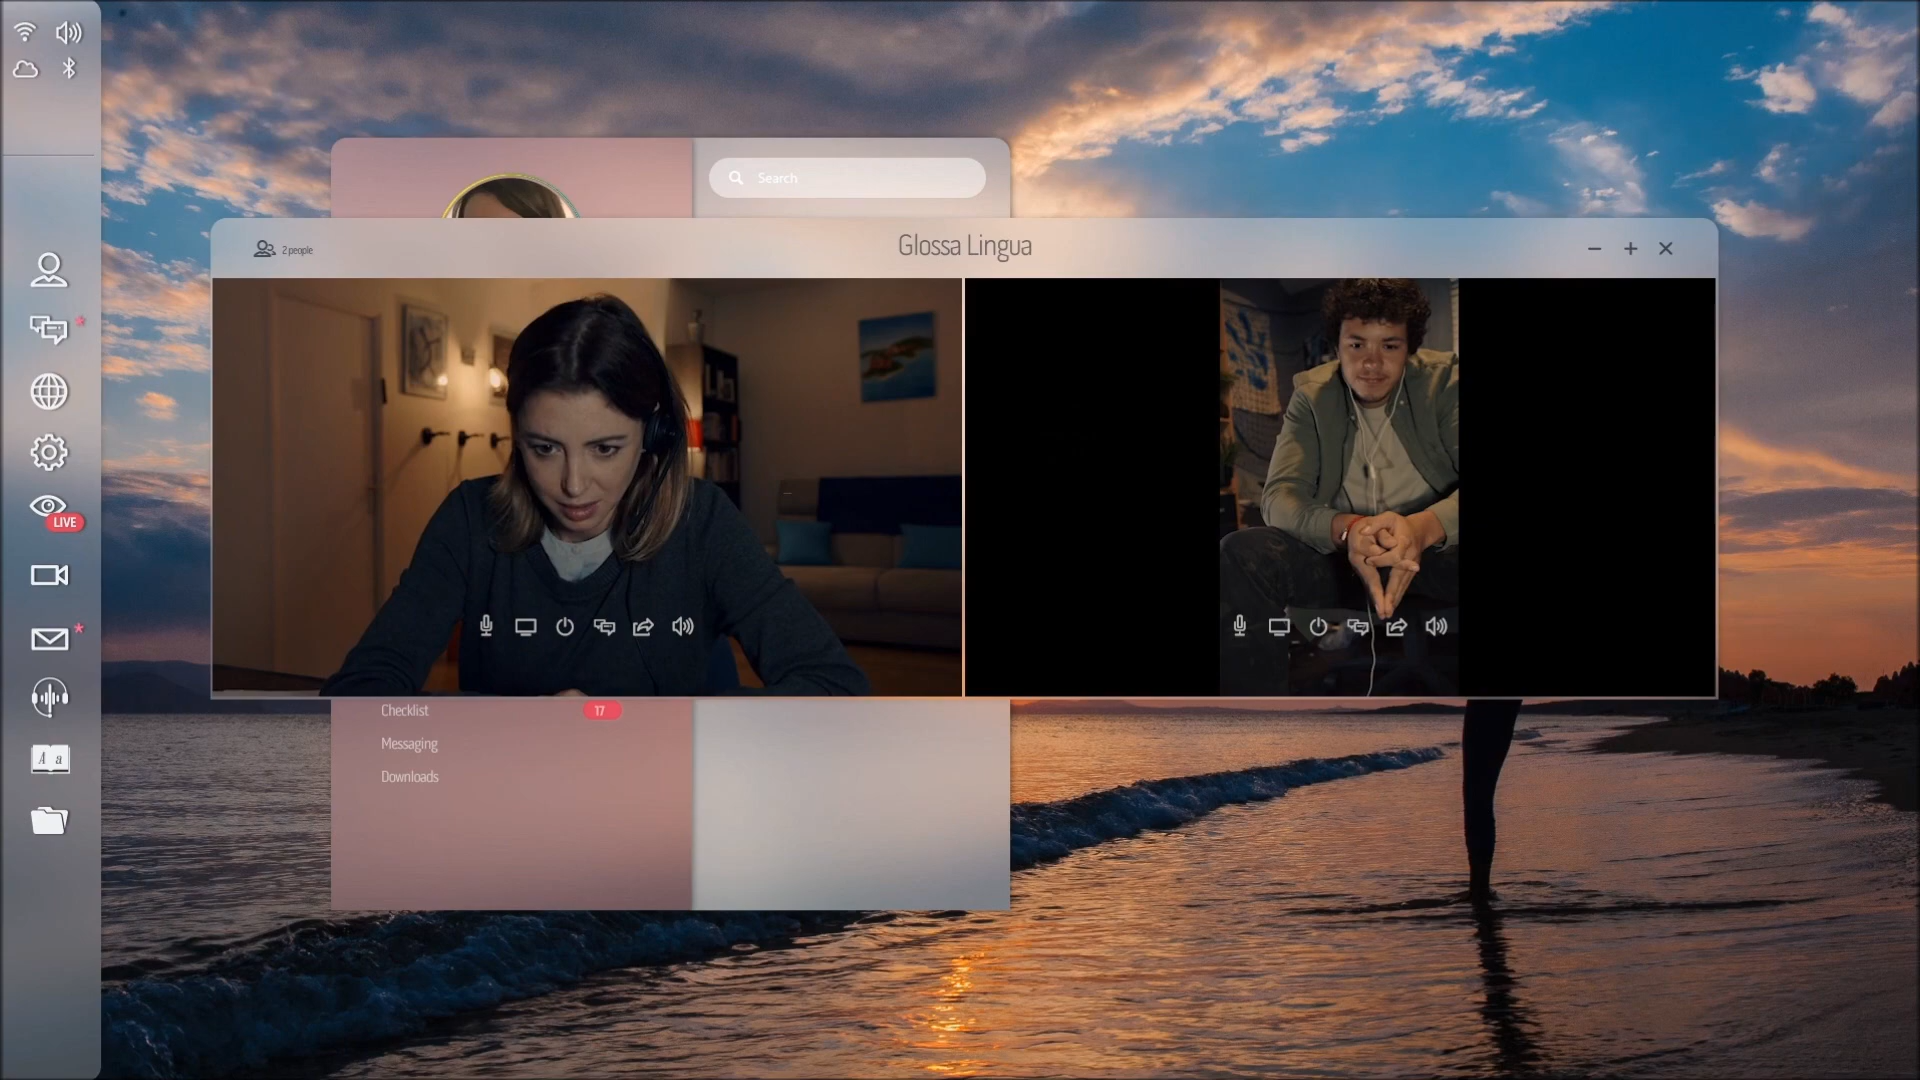 Search
2 people
Glossa Lingua
LIVE
Checklist
17
Messaging
Downloads
A a